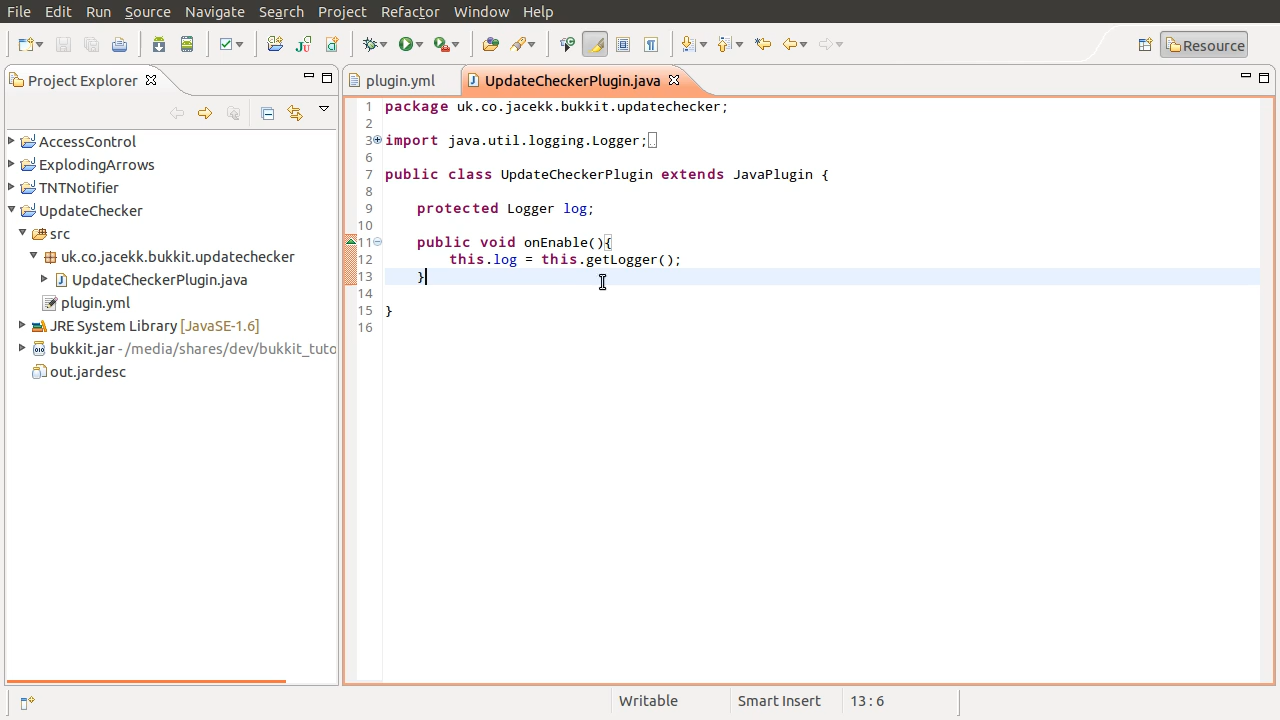 File Edit Run Source Navigate Search Project Refactor Window Help
Resource
Project Explorer
plugin.yml
UpdateCheckerPlugin.java
AccessControl
ExplodingArrows
TNTNotifier
UpdateChecker
src
uk.co.jacekk.bukkit.updatechecker
UpdateCheckerPlugin.java
plugin.yml
JRE System Library [JavaSE-1.6]
bukkit.jar - /media/shares/dev/bukkit_tuto
out.jardesc
1 package uk.co.jacekk.bukkit.updatechecker;
2
3 import java.util.logging.Logger;
6
7 public class UpdateCheckerPlugin extends JavaPlugin {
8
9 protected Logger log;
10
11 public void onEnable(){
12 this.log = this.getLogger();
13 }
14
15 }
16
Writable Smart Insert 13 : 6